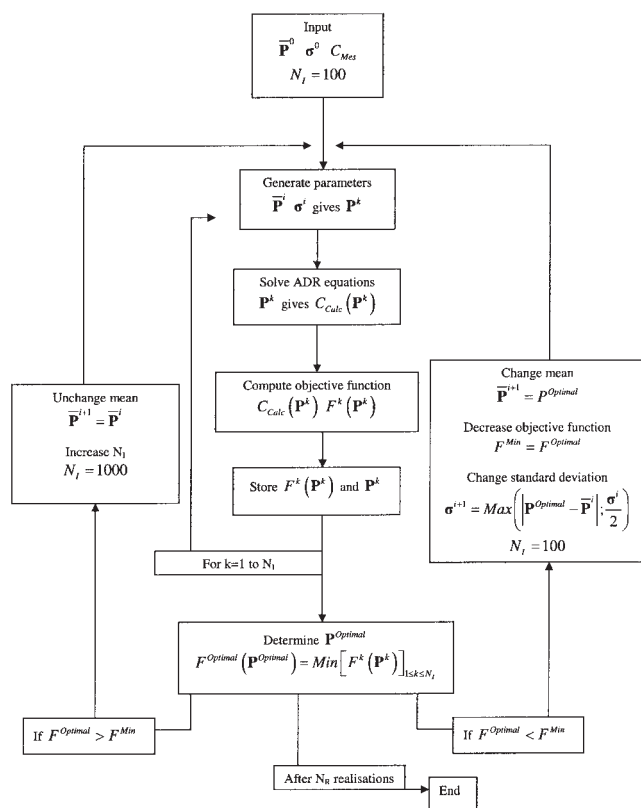 Input
P̅⁰ σ⁰ C_Mes
N_I = 100
Generate parameters
P̅ⁱ σⁱ gives Pᵏ
Solve ADR equations
Pᵏ gives C_Calc(Pᵏ)
Compute objective function
C_Calc(Pᵏ) Fᵏ(Pᵏ)
Store Fᵏ(Pᵏ) and Pᵏ
For k=1 to N_I
Unchange mean
P̅ⁱ⁺¹ = P̅ⁱ
Increase N_I
N_I = 1000
Change mean
P̅ⁱ⁺¹ = P^Optimal
Decrease objective function
F^Min = F^Optimal
Change standard deviation
σⁱ⁺¹ = Max(|P^Optimal − P̅ⁱ|; σⁱ/2)
N_I = 100
Determine P^Optimal
F^Optimal(P^Optimal) = Min[Fᵏ(Pᵏ)]_1≤k≤N_I
If F^Optimal > F^Min
If F^Optimal < F^Min
After N_R realisations
End